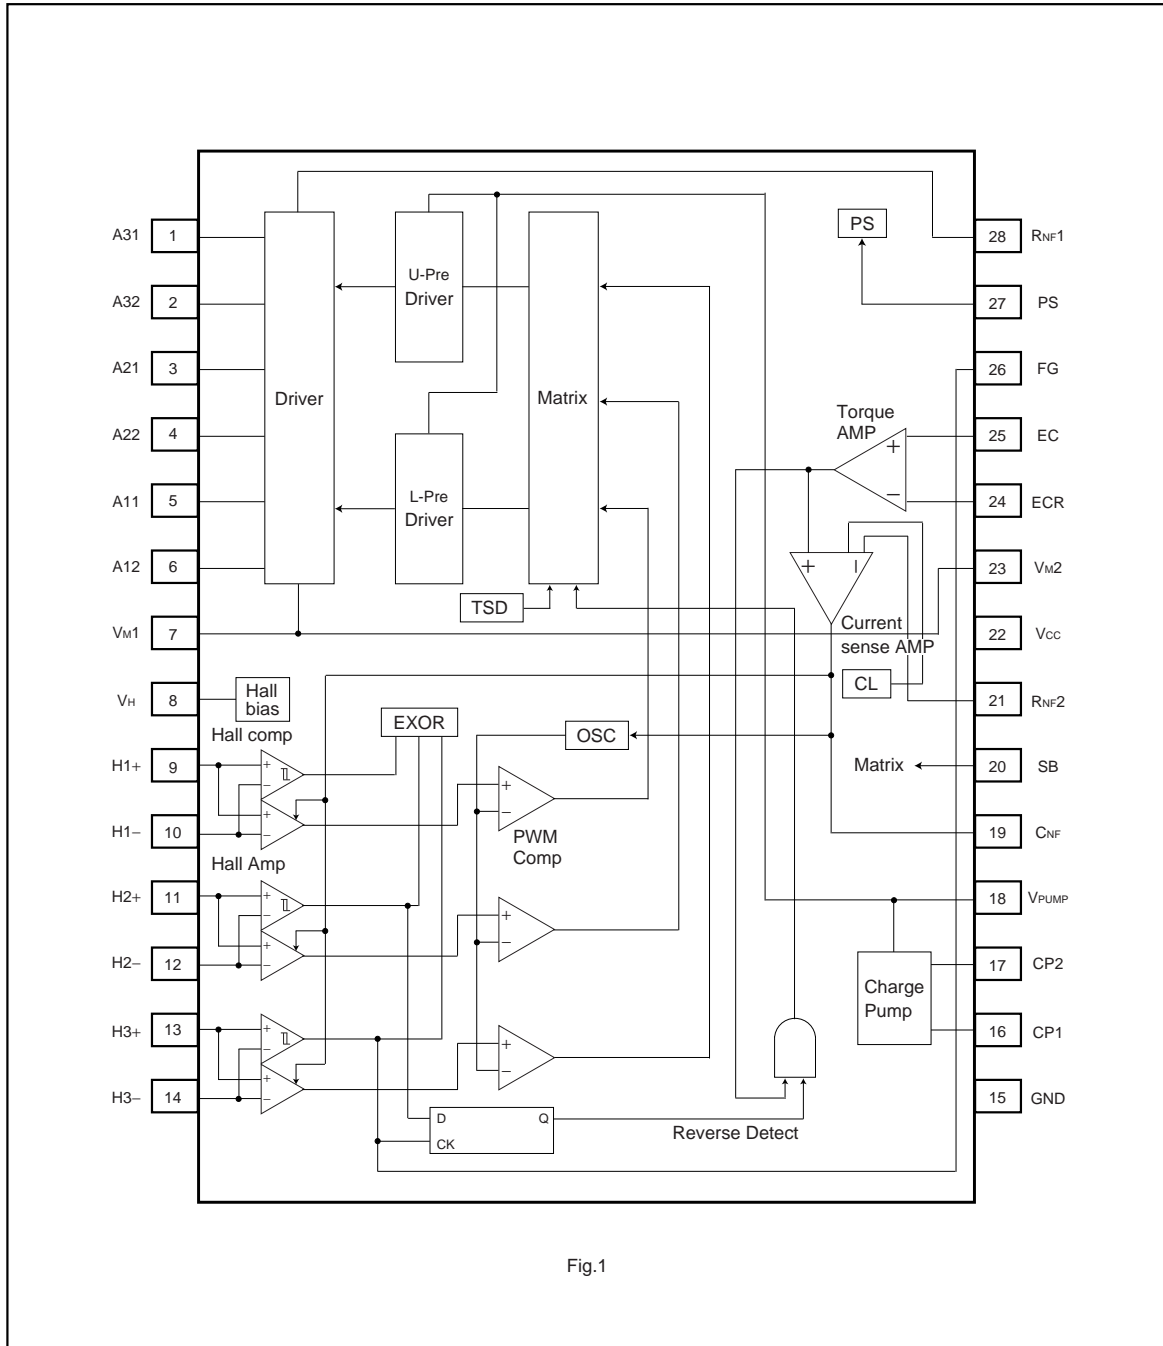 A31 1
A32 2
A21 3
A22 4
A11 5
A12 6
VM1 7
VH 8
H1+ 9
H1− 10
H2+ 11
H2− 12
H3+ 13
H3− 14
Driver
U-Pre
Driver
L-Pre
Driver
Matrix
TSD
Hall
bias
Hall comp
Hall Amp
EXOR
OSC
+
−
+
−
+
−
+
−
+
−
+
−
+
−
PWM
Comp
+
−
+
−
D
Q
CK
Reverse Detect
PS
Torque
AMP
+
−
+
−
Current
sense AMP
CL
Matrix
Charge
Pump
28 RNF1
27 PS
26 FG
25 EC
24 ECR
23 VM2
22 VCC
21 RNF2
20 SB
19 CNF
18 VPUMP
17 CP2
16 CP1
15 GND
Fig.1